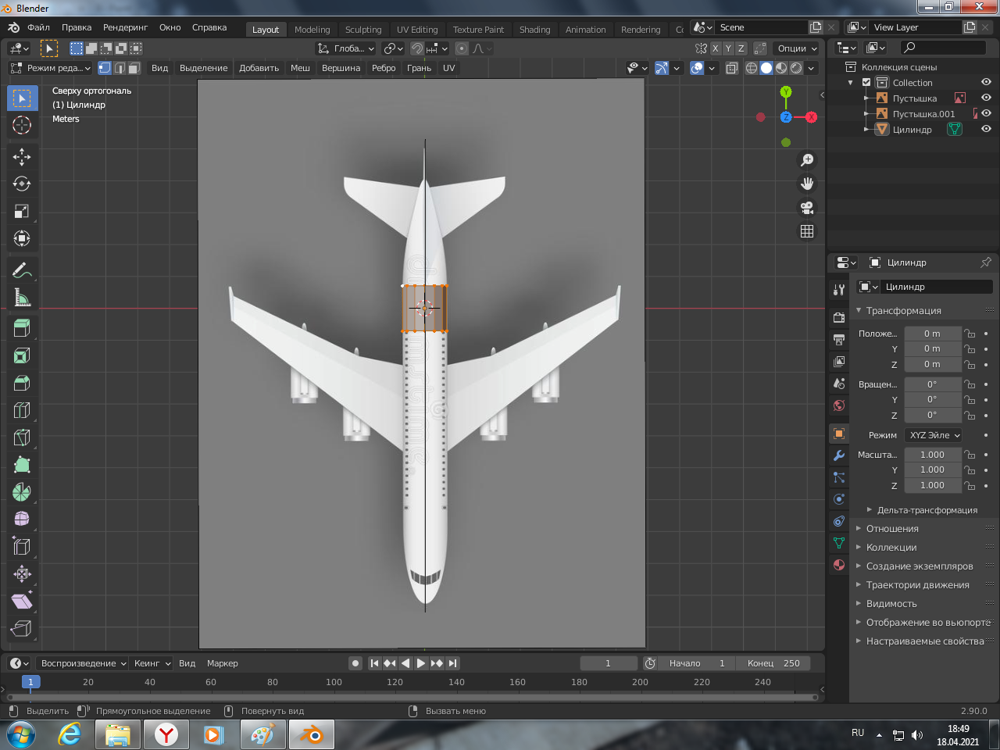 Blender
Файл Правка Рендеринг Окно Справка Layout Modeling Sculpting UV Editing Texture Paint Shading Animation Rendering Scene View Layer
Глоба... X Y Z Опции
Режим реда... Вид Выделение Добавить Меш Вершина Ребро Грань UV
Сверху ортогональ
(1) Цилиндр
Meters
Y
Z X
Коллекция сцены
Collection
Пустышка
Пустышка.001
Цилиндр
Цилиндр
Цилиндр
Трансформация
Положе... 0 m
Y 0 m
Z 0 m
Вращен... 0°
Y 0°
Z 0°
Режим XYZ Эйле
Масшта... 1.000
Y 1.000
Z 1.000
Дельта-трансформация
Отношения
Коллекции
Создание экземпляров
Траектории движения
Видимость
Отображение во вьюпорте
Настраиваемые свойства
Воспроизведение Кеинг Вид Маркер 1 Начало 1 Конец 250
1 20 40 60 80 100 120 140 160 180 200 220 240
Выделить Прямоугольное выделение Повернуть вид Вызвать меню 2.90.0
RU 18:49
18.04.2021